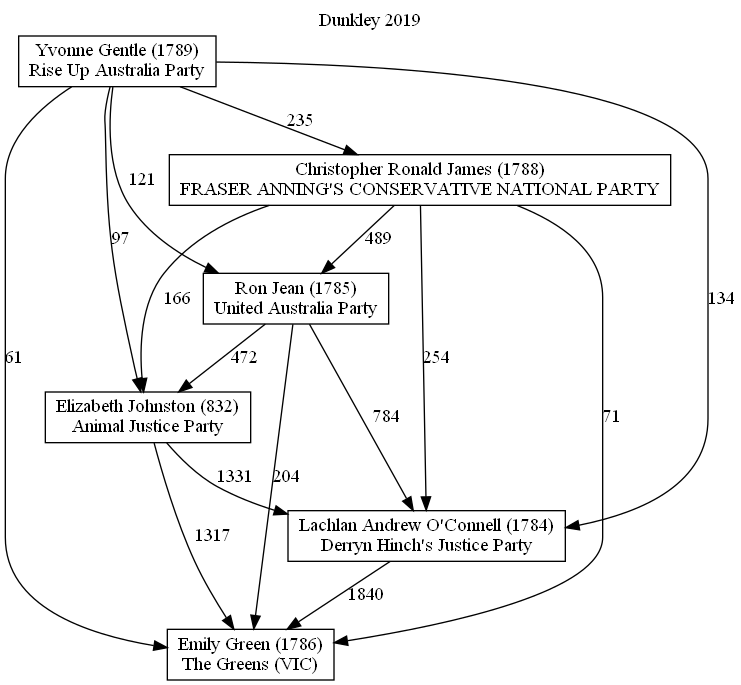 Dunkley 2019
Yvonne Gentle (1789)
Rise Up Australia Party
235
Christopher Ronald James (1788)
FRASER ANNING'S CONSERVATIVE NATIONAL PARTY
121
97
489
166
Ron Jean (1785)
United Australia Party
134
61
472
254
Elizabeth Johnston (832)
Animal Justice Party
784
71
1331
204
Lachlan Andrew O'Connell (1784)
Derryn Hinch's Justice Party
1317
1840
Emily Green (1786)
The Greens (VIC)